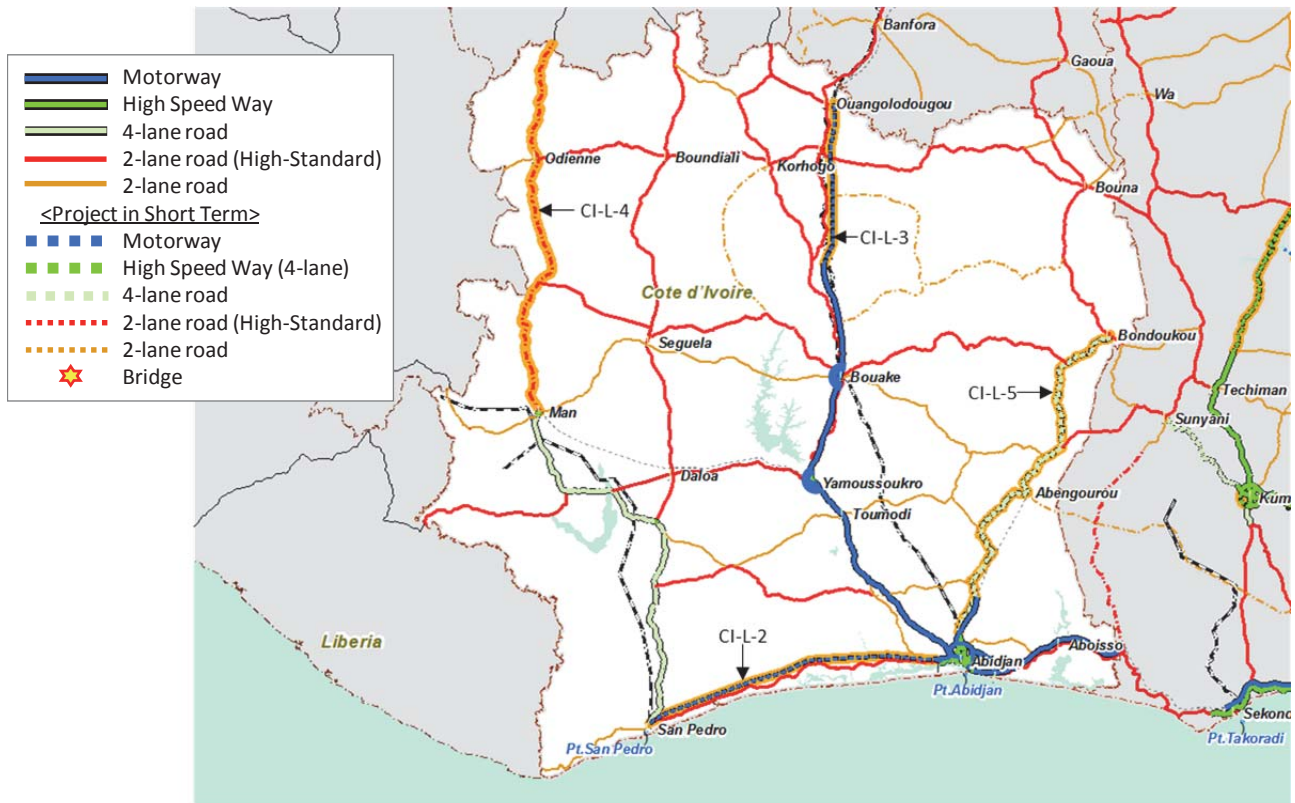 Motorway
High Speed Way
4-lane road
2-lane road (High-Standard)
2-lane road
<Project in Short Term>
Motorway
High Speed Way (4-lane)
4-lane road
2-lane road (High-Standard)
2-lane road
Bridge
Banfora
Gaoua
Wa
Ouangolodougou
Odienne
Boundiali
Korhogo
Bouna
CI-L-4
CI-L-3
Cote d'Ivoire
Seguela
Bondoukou
Bouake
CI-L-5
Techiman
Man
Sunyani
Daloa
Yamoussoukro
Abengourou
Kum
Toumodi
Liberia
CI-L-2
Aboisso
Abidjan
Pt.Abidjan
San Pedro
Pt.San Pedro
Sekond
Pt.Takoradi